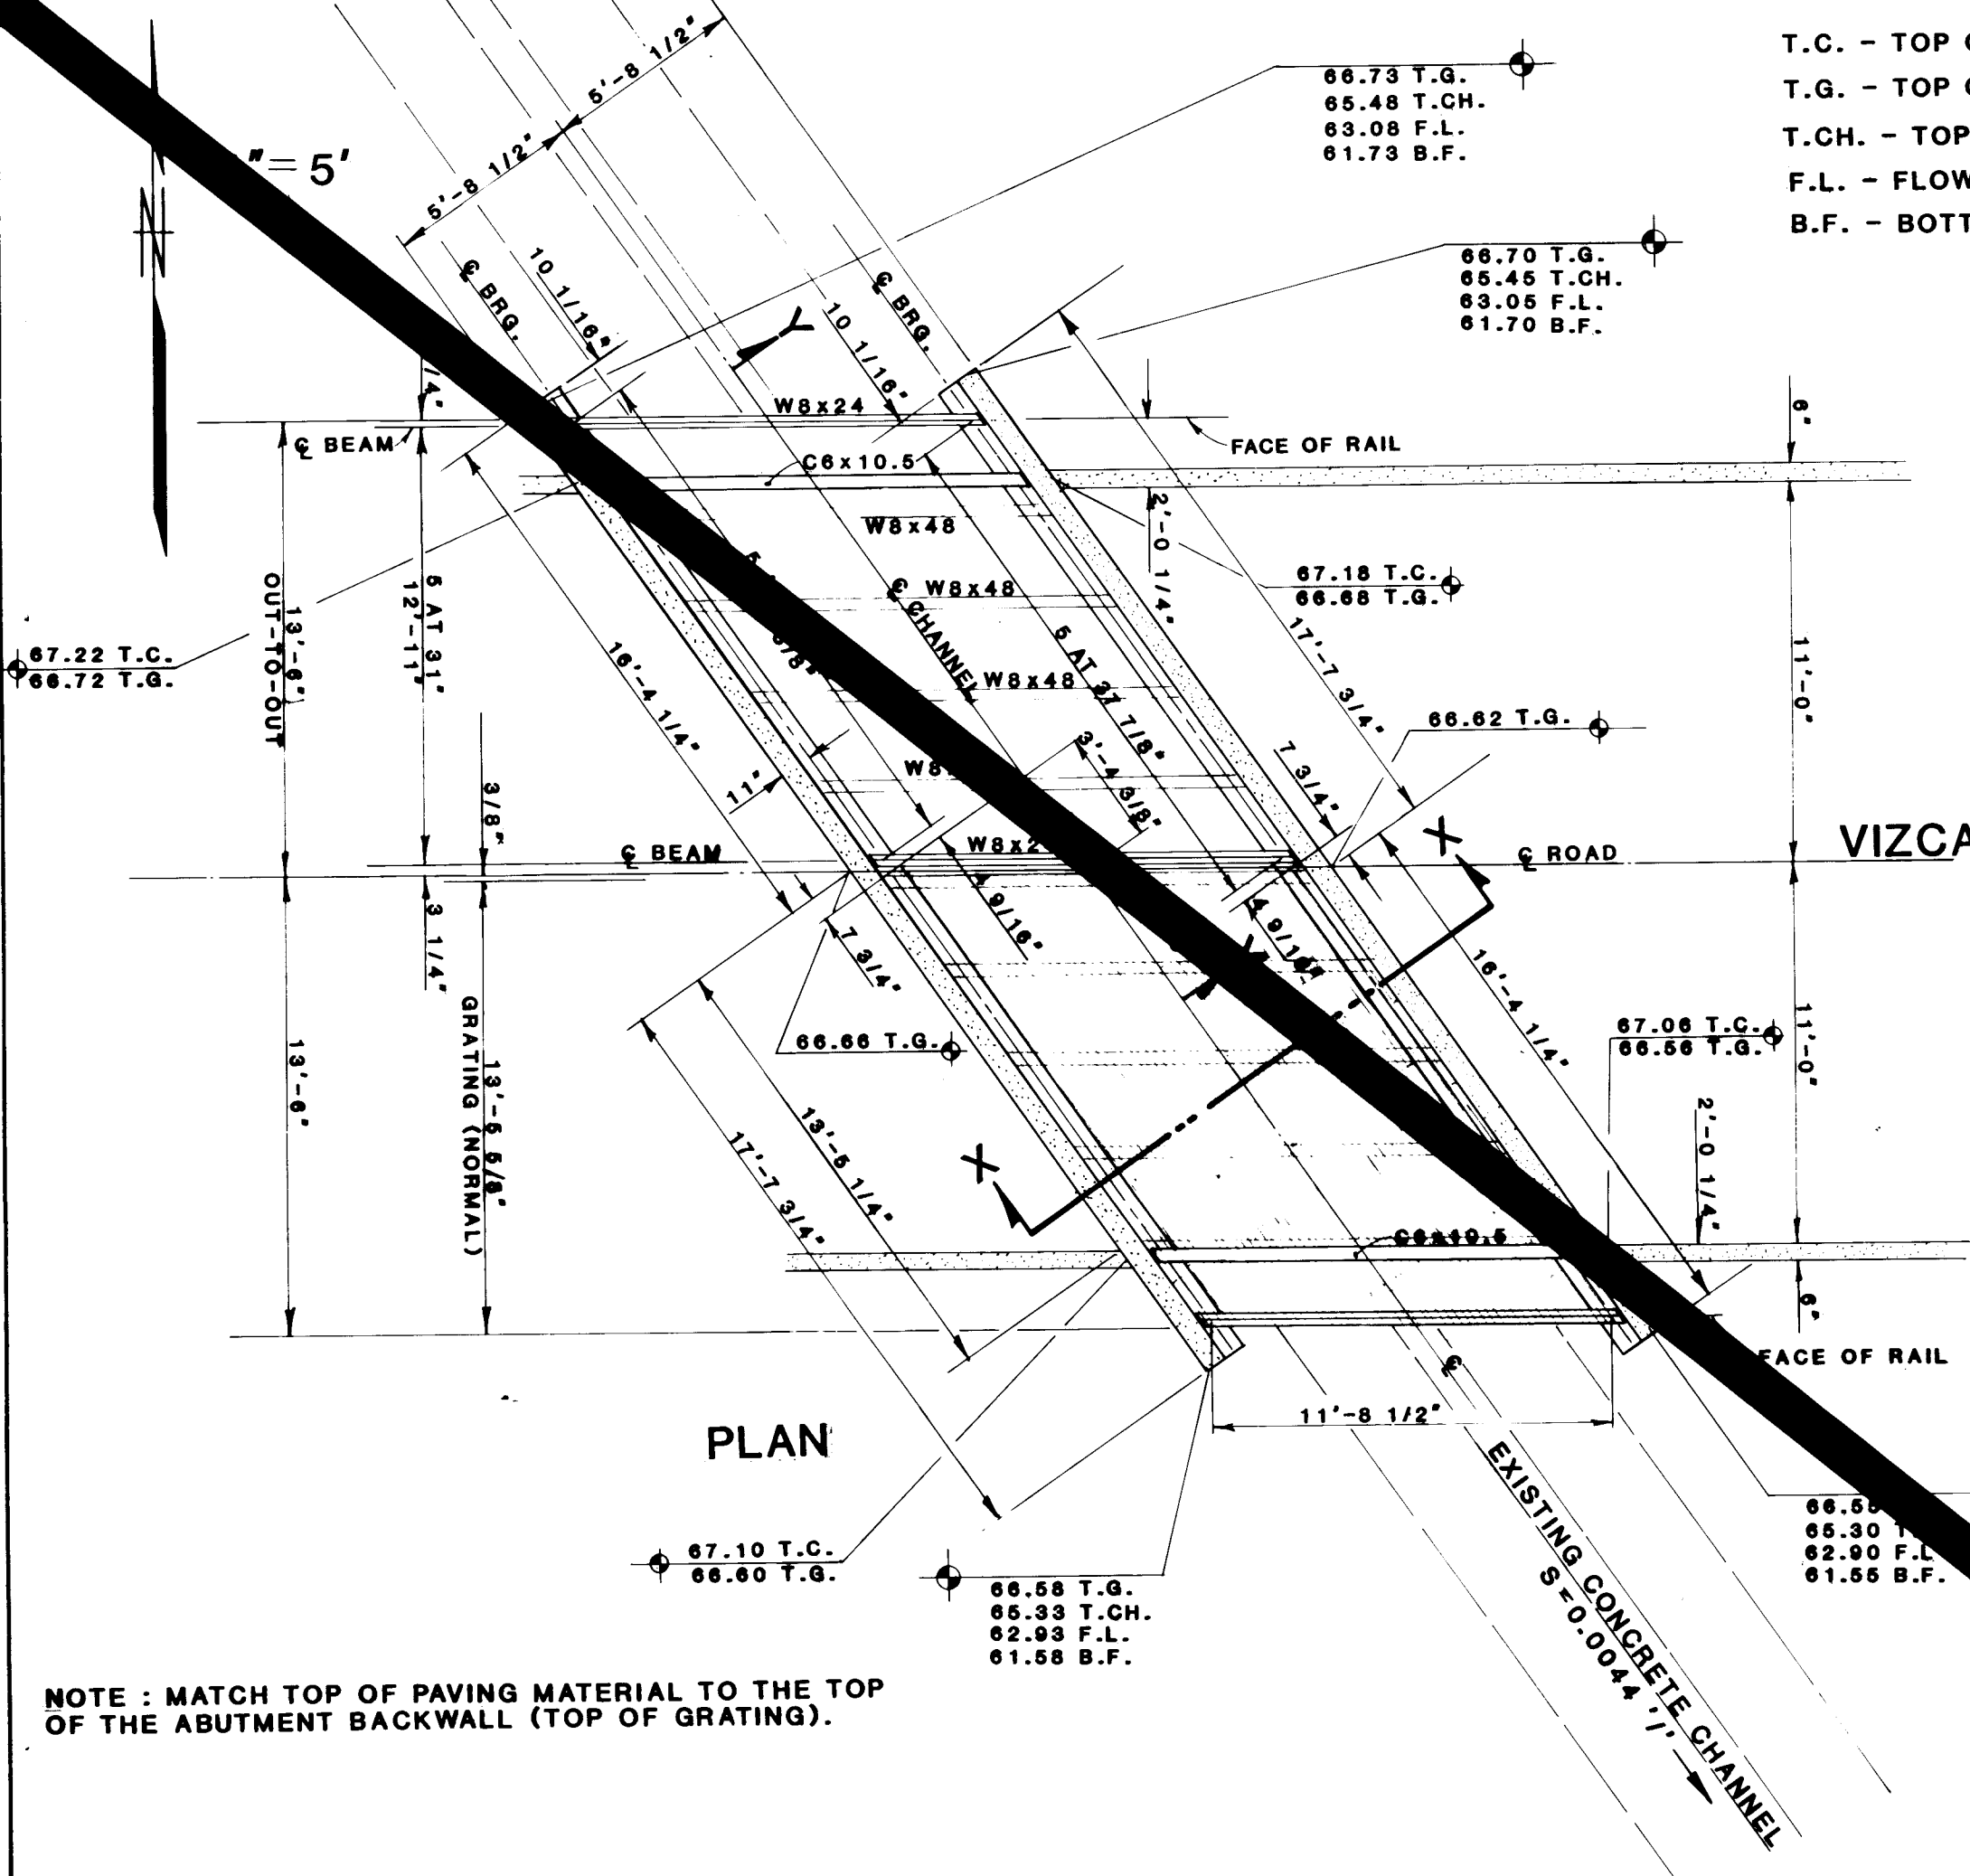 T.C. - TOP
T.G. - TOP
T.CH. - TOP
F.L. - FLOW
B.F. - BOTT
"= 5'
N
5'-8 1/2"
5'-8 1/2"
66.73 T.G.
65.48 T.CH.
63.08 F.L.
61.73 B.F.
66.70 T.G.
65.45 T.CH.
63.05 F.L.
61.70 B.F.
℄ BRG.
10 1/16"
Y
10 1/16"
℄ BRG.
W8x24
℄ BEAM
C6x10.5
FACE OF RAIL
6"
W8x48
2'-0 1/4"
67.18 T.C.
66.68 T.G.
℄ CHANNEL
W8x48
13'-6"
OUT-TO-OUT
5 AT 31"
12'-11"
67.22 T.C.
66.72 T.G.
16'-4 1/4"
5 AT 37 7/8"
W8x48
17'-7 3/4"
11'-0"
66.62 T.G.
3'-4 3/8"
7 3/4"
11"
3/8"
℄ BEAM
X
℄ ROAD
VIZCA
3 1/4"
9/16"
7 3/4"
16'-4 1/4"
66.66 T.G.
67.06 T.C.
66.56 T.G.
13'-6"
13'-5 5/8"
GRATING (NORMAL)
13'-5 1/4"
17'-7 3/4"
X
11'-0"
2'-0 1/4"
C6x10.5
6"
FACE OF RAIL
℄
11'-8 1/2"
PLAN
67.10 T.C.
66.60 T.G.
66.58 T.G.
65.33 T.CH.
62.93 F.L.
61.58 B.F.
65.30
62.90 F.L
61.55 B.F.
EXISTING CONCRETE CHANNEL
S=0.0044 '/'
NOTE : MATCH TOP OF PAVING MATERIAL TO THE TOP
OF THE ABUTMENT BACKWALL (TOP OF GRATING).